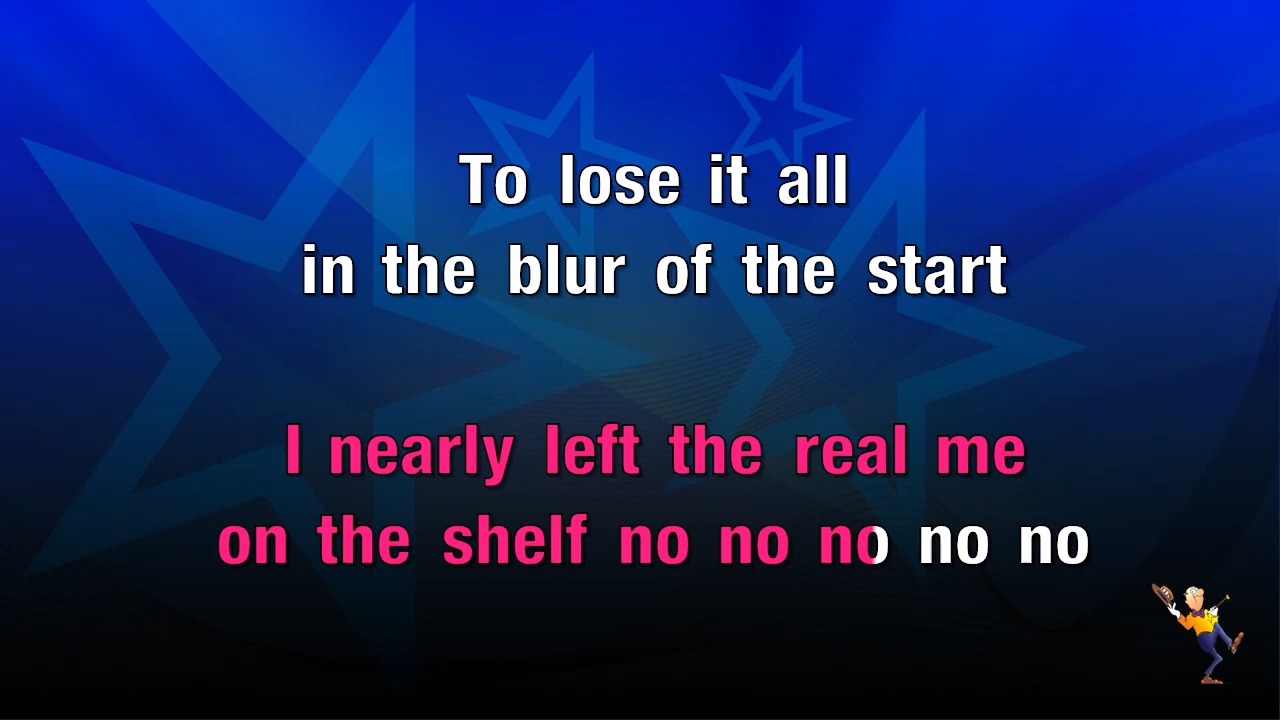 To lose it all
in the blur of the start
I nearly left the real me
on the shelf no no no no no